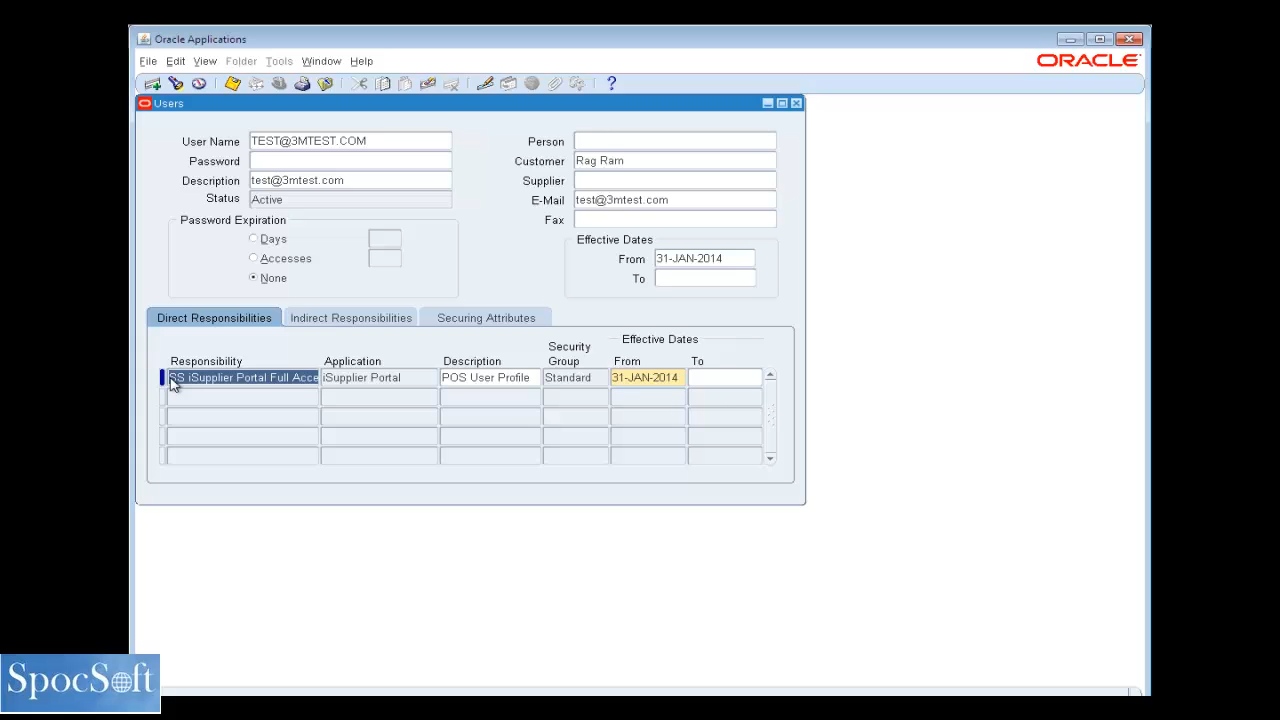 Oracle Applications
File Edit View Folder Tools Window Help
ORACLE
?
Users
User Name TEST@3MTEST.COM
Person
Password
Customer Rag Ram
Description test@3mtest.com
Supplier
Status Active
E-Mail test@3mtest.com
Password Expiration
Fax
Days
Effective Dates
Accesses
From 31-JAN-2014
None
To
Direct Responsibilities Indirect Responsibilities Securing Attributes
Effective Dates
Responsibility Application Description Security Group From To
SS iSupplier Portal Full Acce iSupplier Portal POS User Profile Standard 31-JAN-2014
SpocSoft